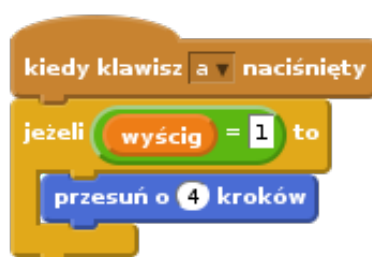 kiedy klawisz a naciśnięty
jeżeli wyścig = 1 to
przesuń o 4 kroków